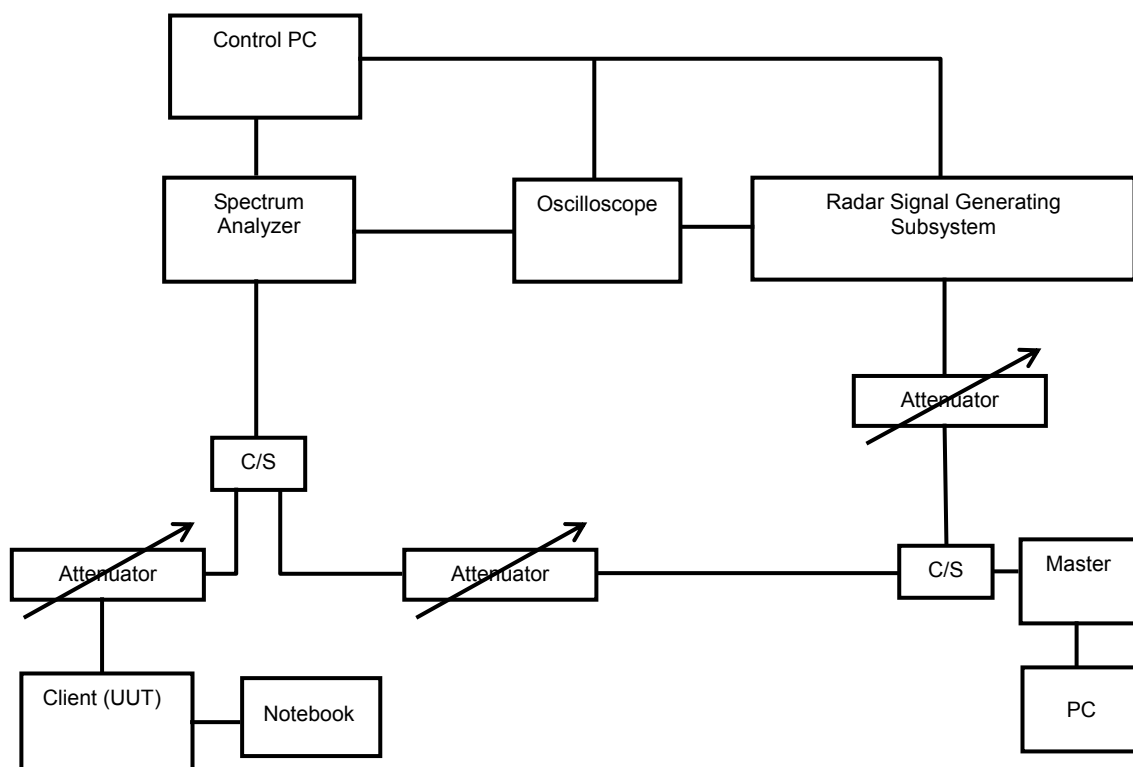 Control PC
Spectrum
Analyzer
Oscilloscope
Radar Signal Generating
Subsystem
Attenuator
C/S
Attenuator
Attenuator
C/S
Master
Client (UUT)
Notebook
PC